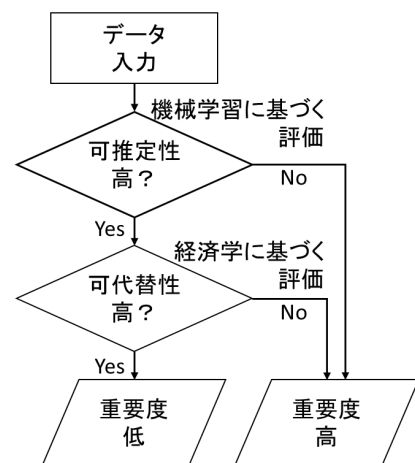 データ
入力
機械学習に基づく
評価
可推定性
高？
No
Yes
経済学に基づく
評価
可代替性
高？
No
Yes
重要度
低
重要度
高